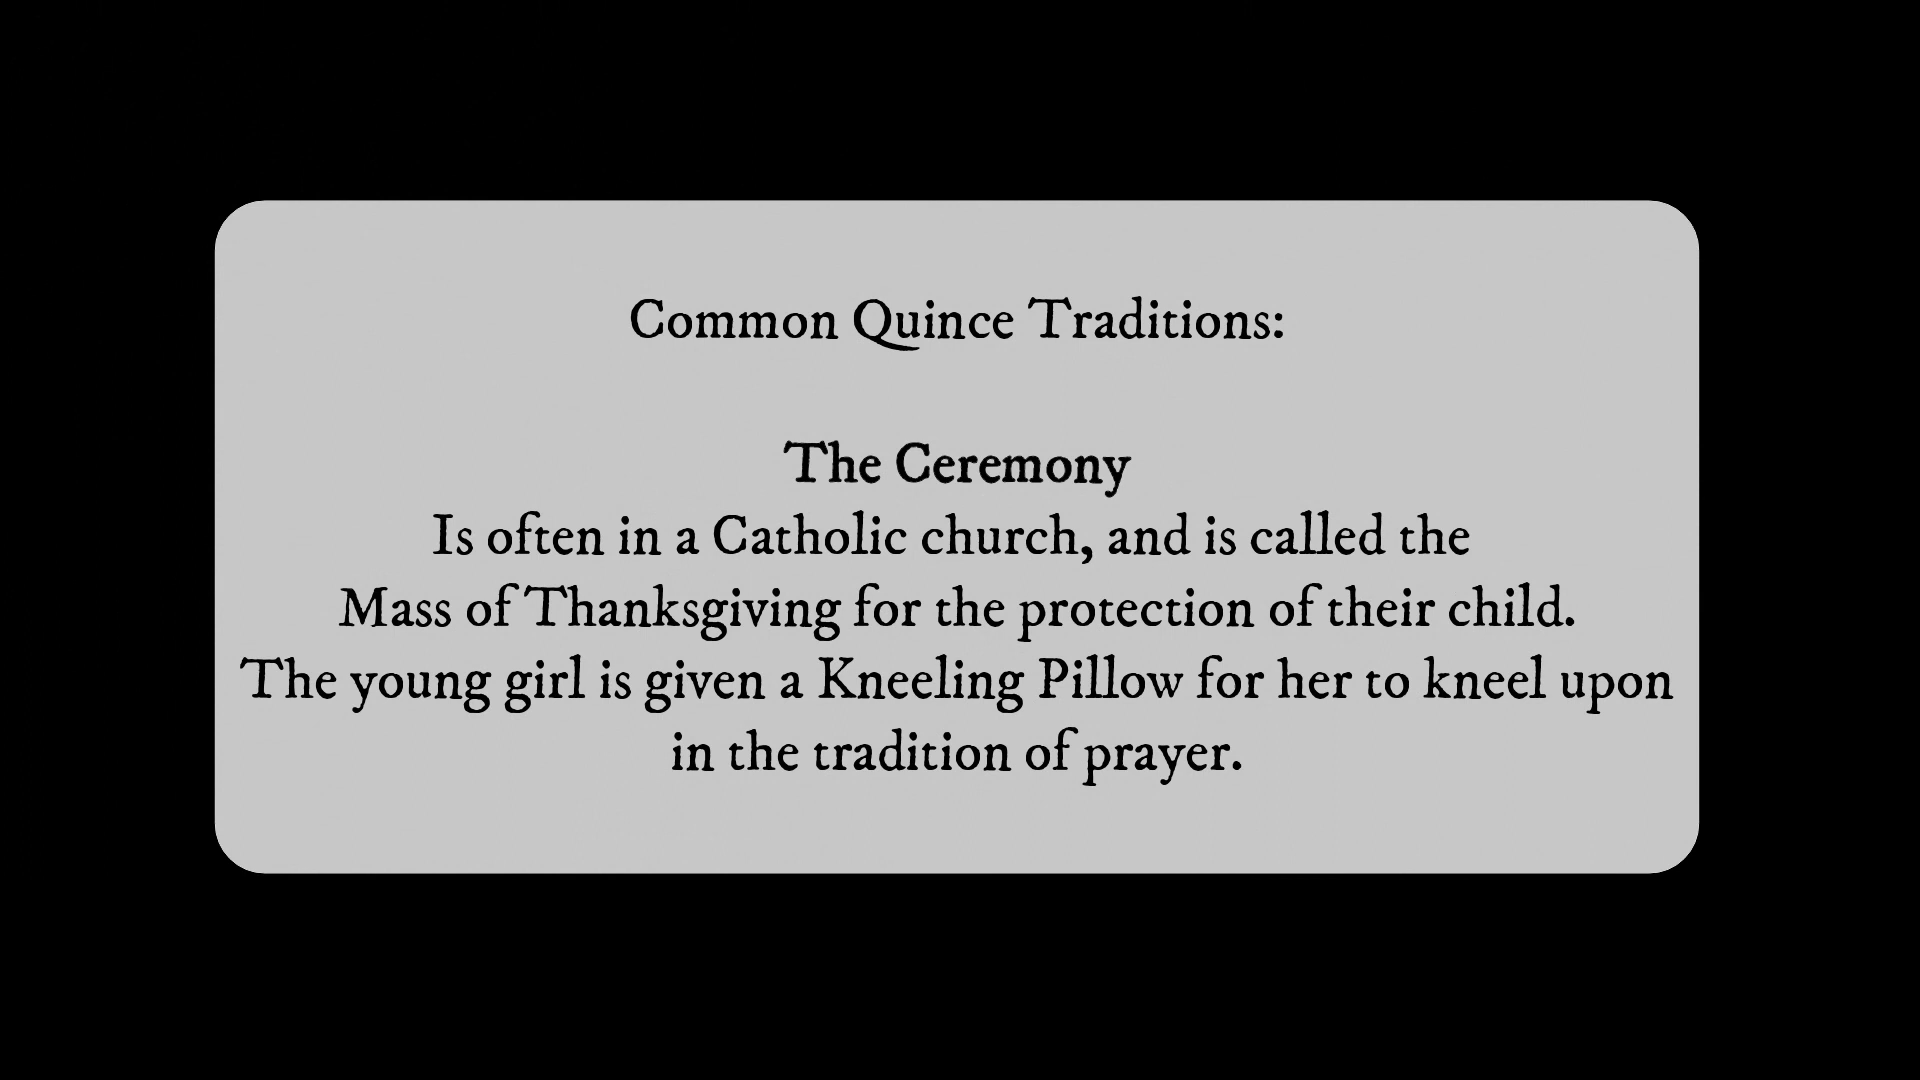 Common Quince Traditions:
The Ceremony
Is often in a Catholic church, and is called the
Mass of Thanksgiving for the protection of their child.
The young girl is given a Kneeling Pillow for her to kneel upon
in the tradition of prayer.